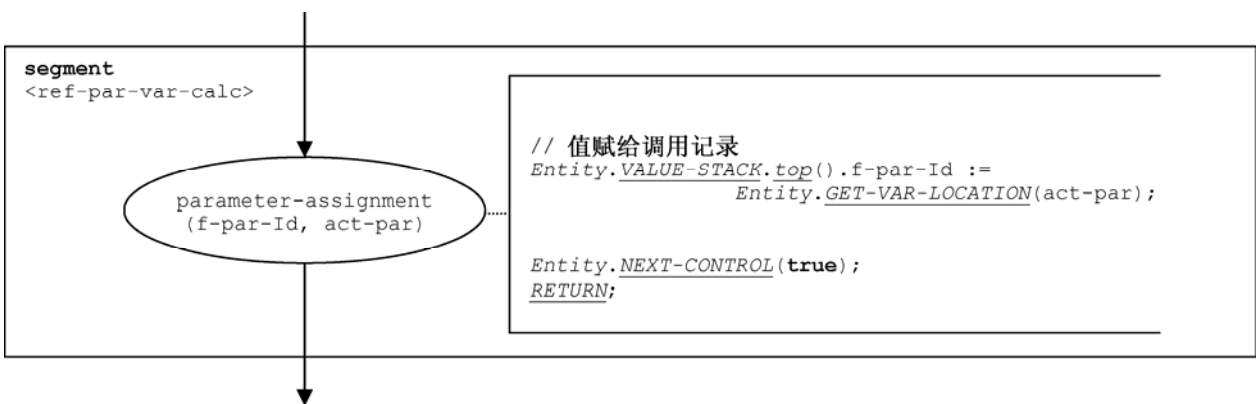 segment
<ref-par-var-calc>
parameter-assignment
(f-par-Id, act-par)
// 值赋给调用记录
Entity.VALUE-STACK.top().f-par-Id :=
Entity.GET-VAR-LOCATION(act-par);
Entity.NEXT-CONTROL(true);
RETURN;